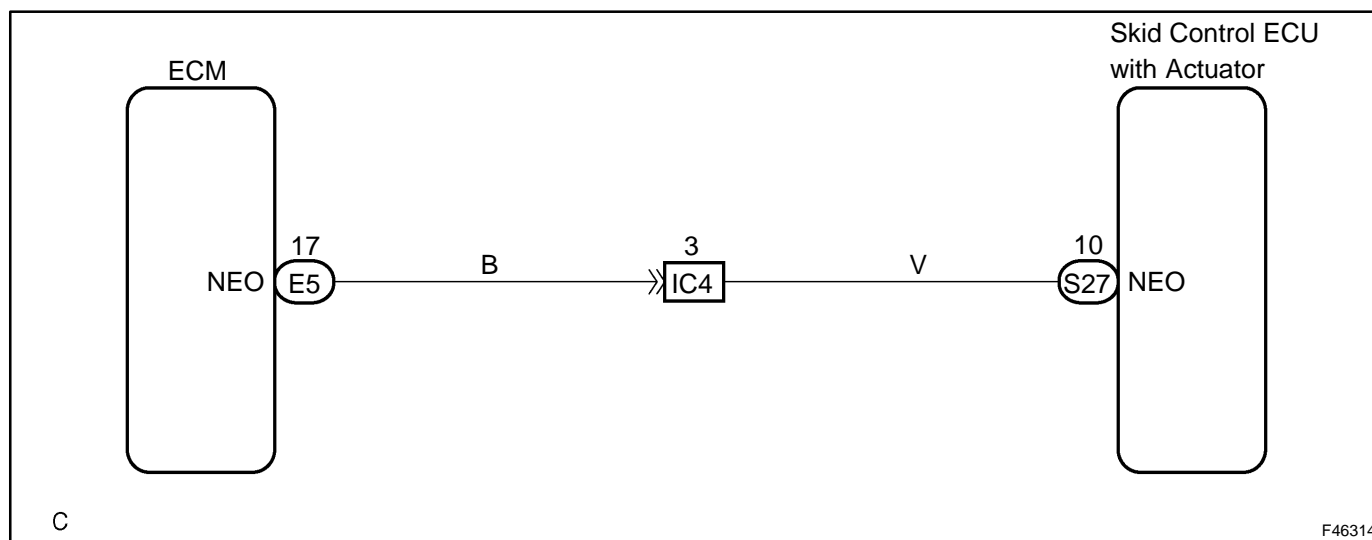 Skid Control ECU
with Actuator
ECM
17
NEO
E5
B
3
IC4
V
10
S27
NEO
C
F46314